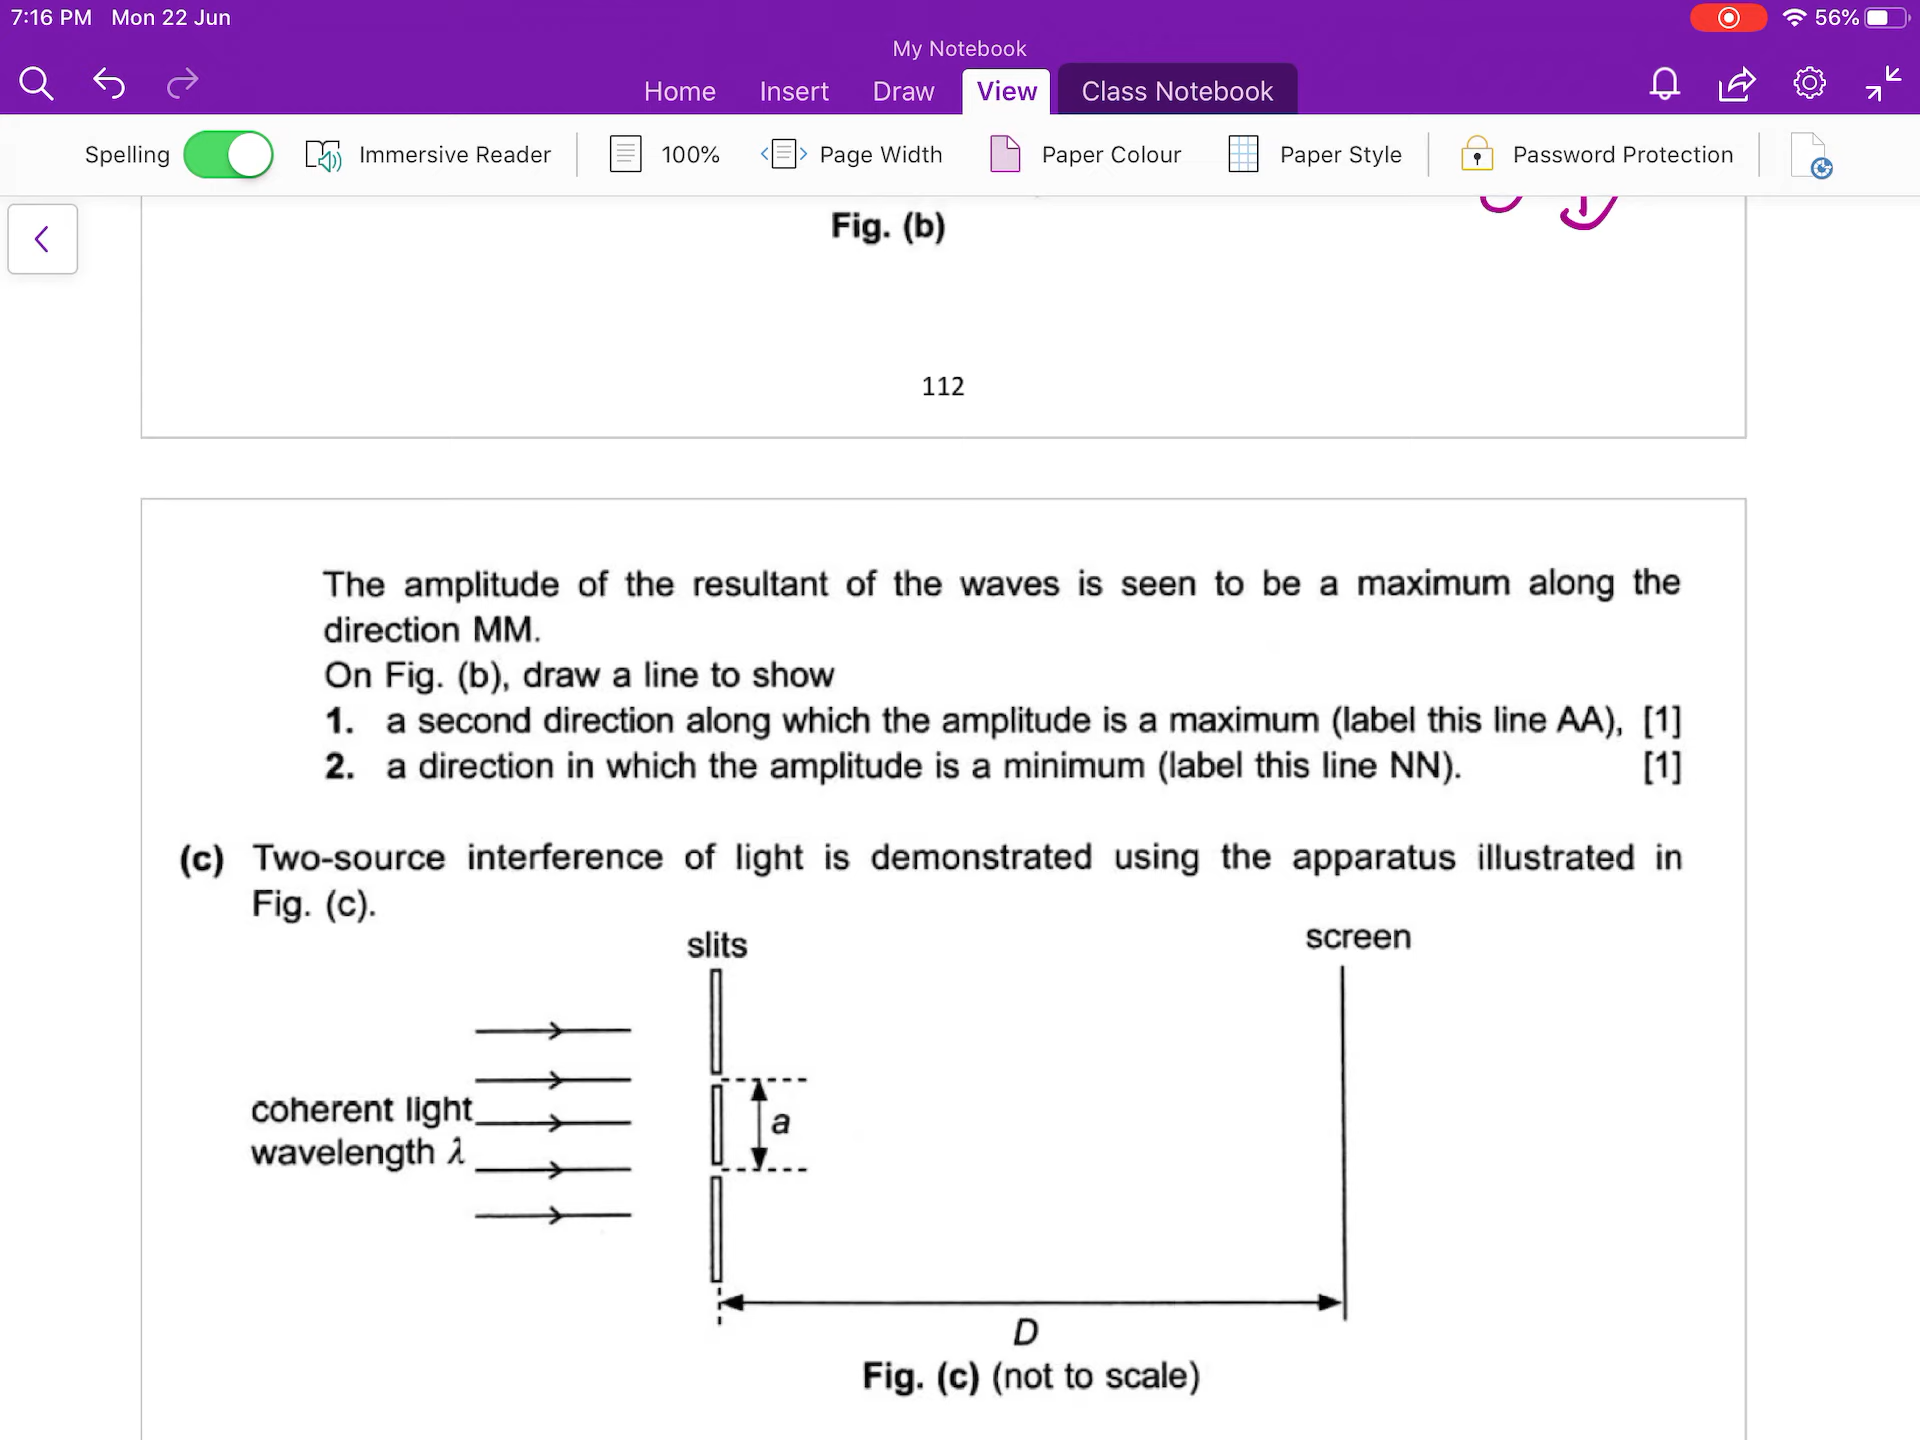 7:16 PM Mon 22 Jun
56%
My Notebook
Home Insert Draw View Class Notebook
Spelling Immersive Reader 100% Page Width Paper Colour Paper Style Password Protection
Fig. (b)
112
The amplitude of the resultant of the waves is seen to be a maximum along the
direction MM.
On Fig. (b), draw a line to show
1. a second direction along which the amplitude is a maximum (label this line AA), [1]
2. a direction in which the amplitude is a minimum (label this line NN). [1]
(c) Two-source interference of light is demonstrated using the apparatus illustrated in
Fig. (c).
slits
screen
coherent light
wavelength λ
a
D
Fig. (c) (not to scale)